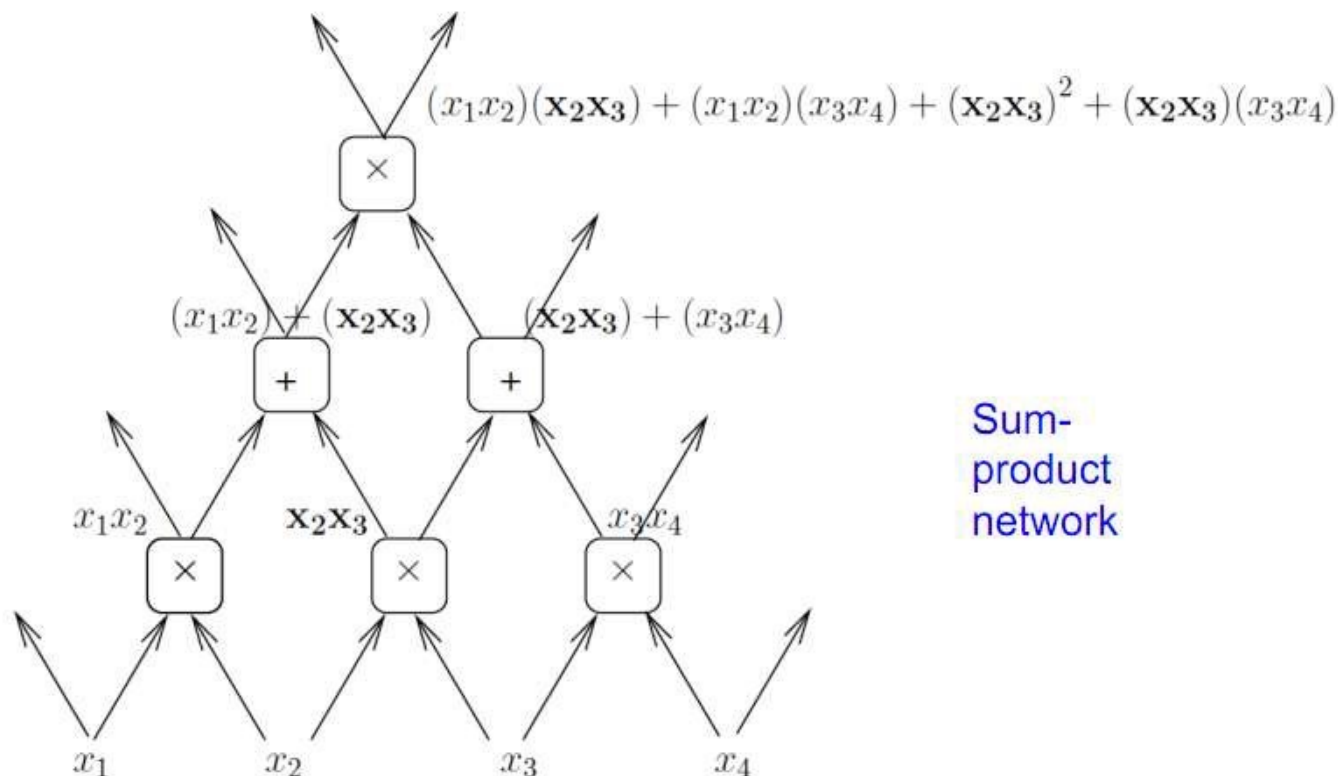 (x₁x₂)(x₂x₃) + (x₁x₂)(x₃x₄) + (x₂x₃)² + (x₂x₃)(x₃x₄)
×
(x₁x₂) + (x₂x₃)
(x₂x₃) + (x₃x₄)
+
+
Sum-
product
network
x₁x₂
x₂x₃
x₃x₄
×
×
×
x₁
x₂
x₃
x₄